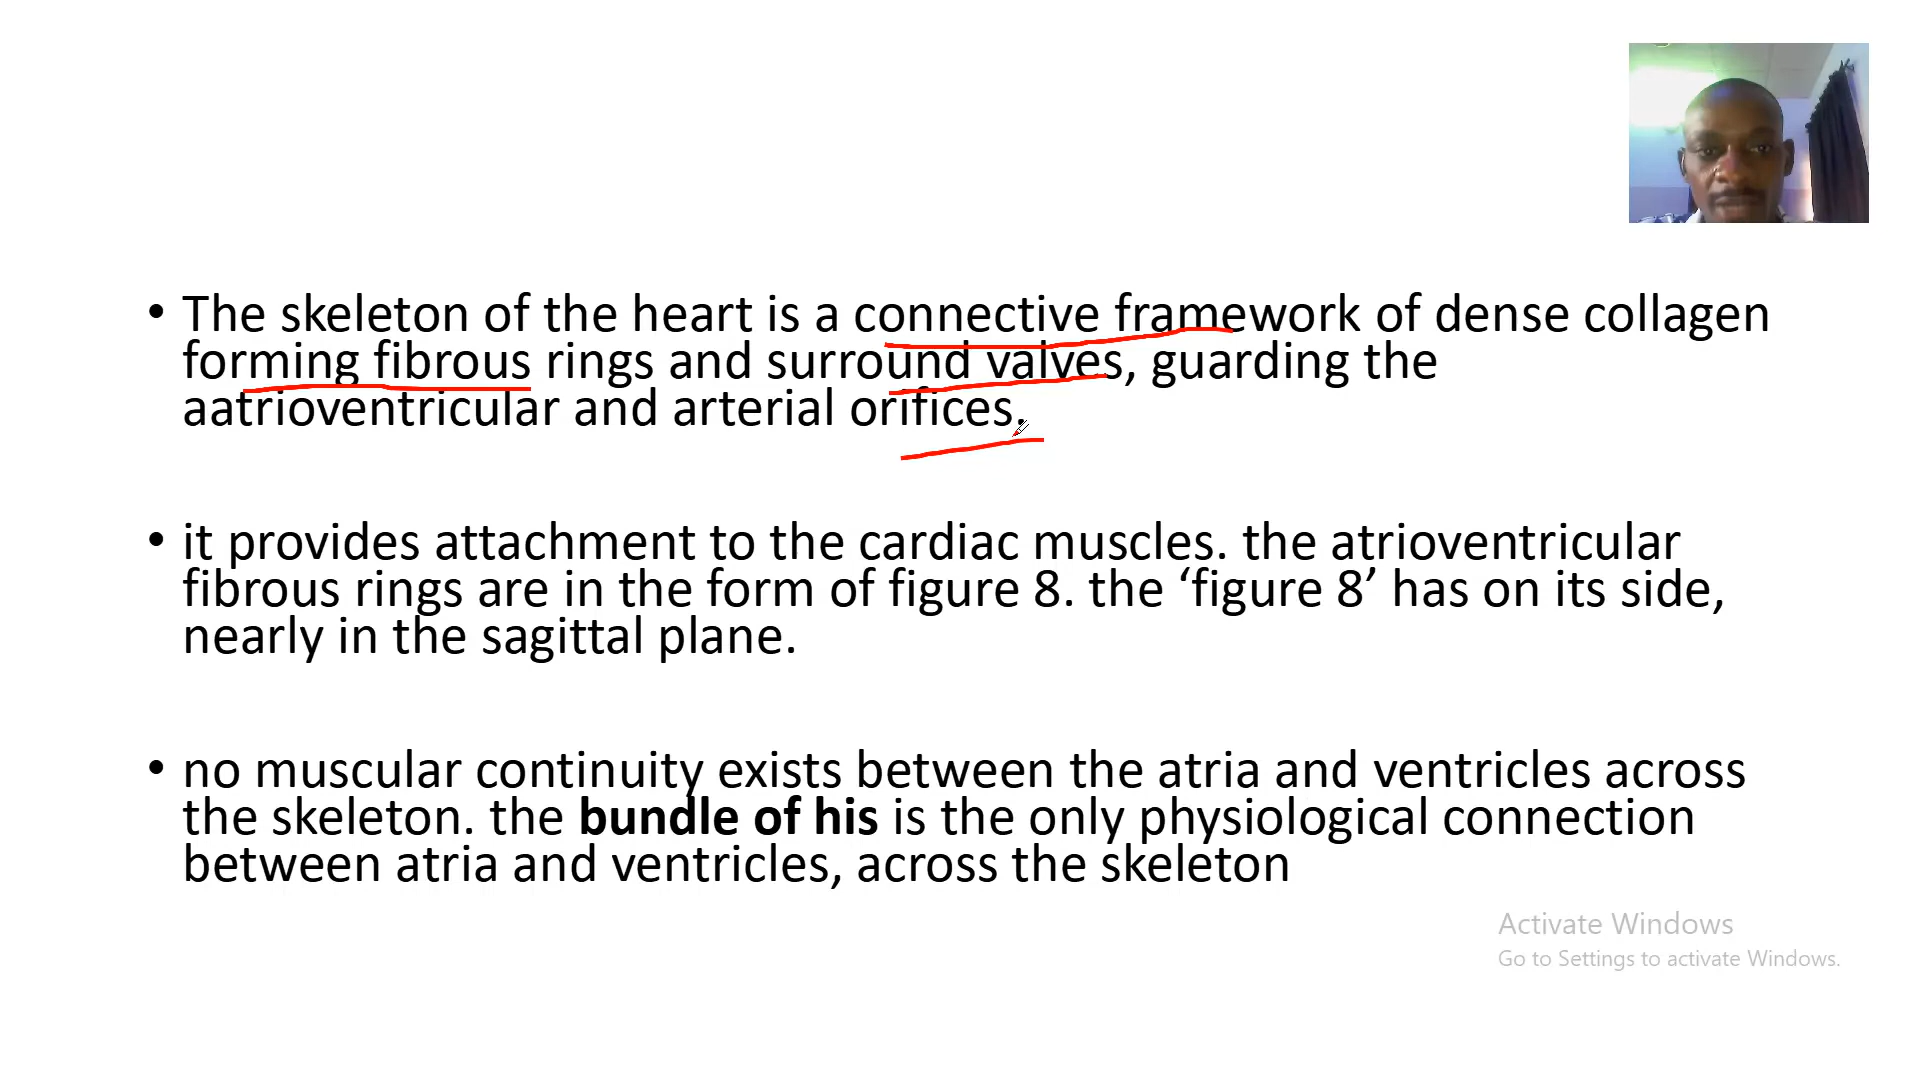 • The skeleton of the heart is a connective framework of dense collagen
forming fibrous rings and surround valves, guarding the
aatrioventricular and arterial orifices.
• it provides attachment to the cardiac muscles. the atrioventricular
fibrous rings are in the form of figure 8. the ‘figure 8’ has on its side,
nearly in the sagittal plane.
• no muscular continuity exists between the atria and ventricles across
the skeleton. the bundle of his is the only physiological connection
between atria and ventricles, across the skeleton
Activate Windows
Go to Settings to activate Windows.